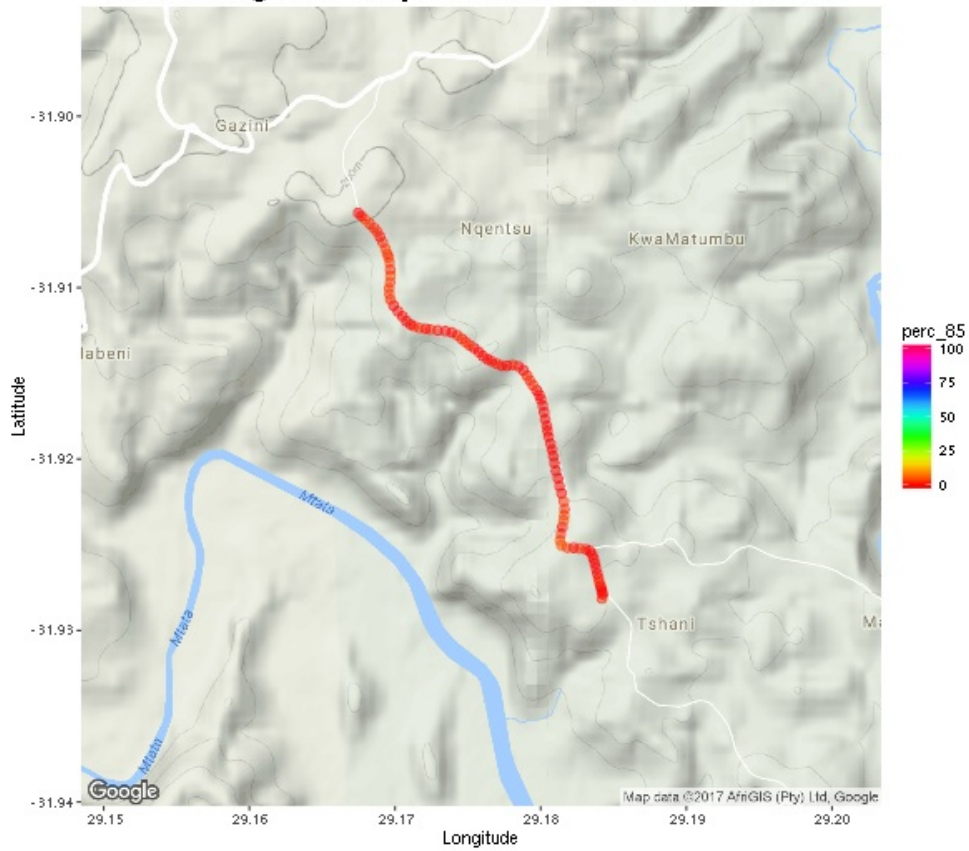 -31.90
Gazini
Nqentsu
KwaMatumbu
-31.91
labeni
perc_85
100
75
50
25
0
Latitude
-31.92
Mtata
Mtata
-31.93
Tshani
Ma
Mtata
Google
Map data ©2017 AfriGIS (Pty) Ltd, Google
-31.94
29.15
29.16
29.17
29.18
29.19
29.20
Longitude